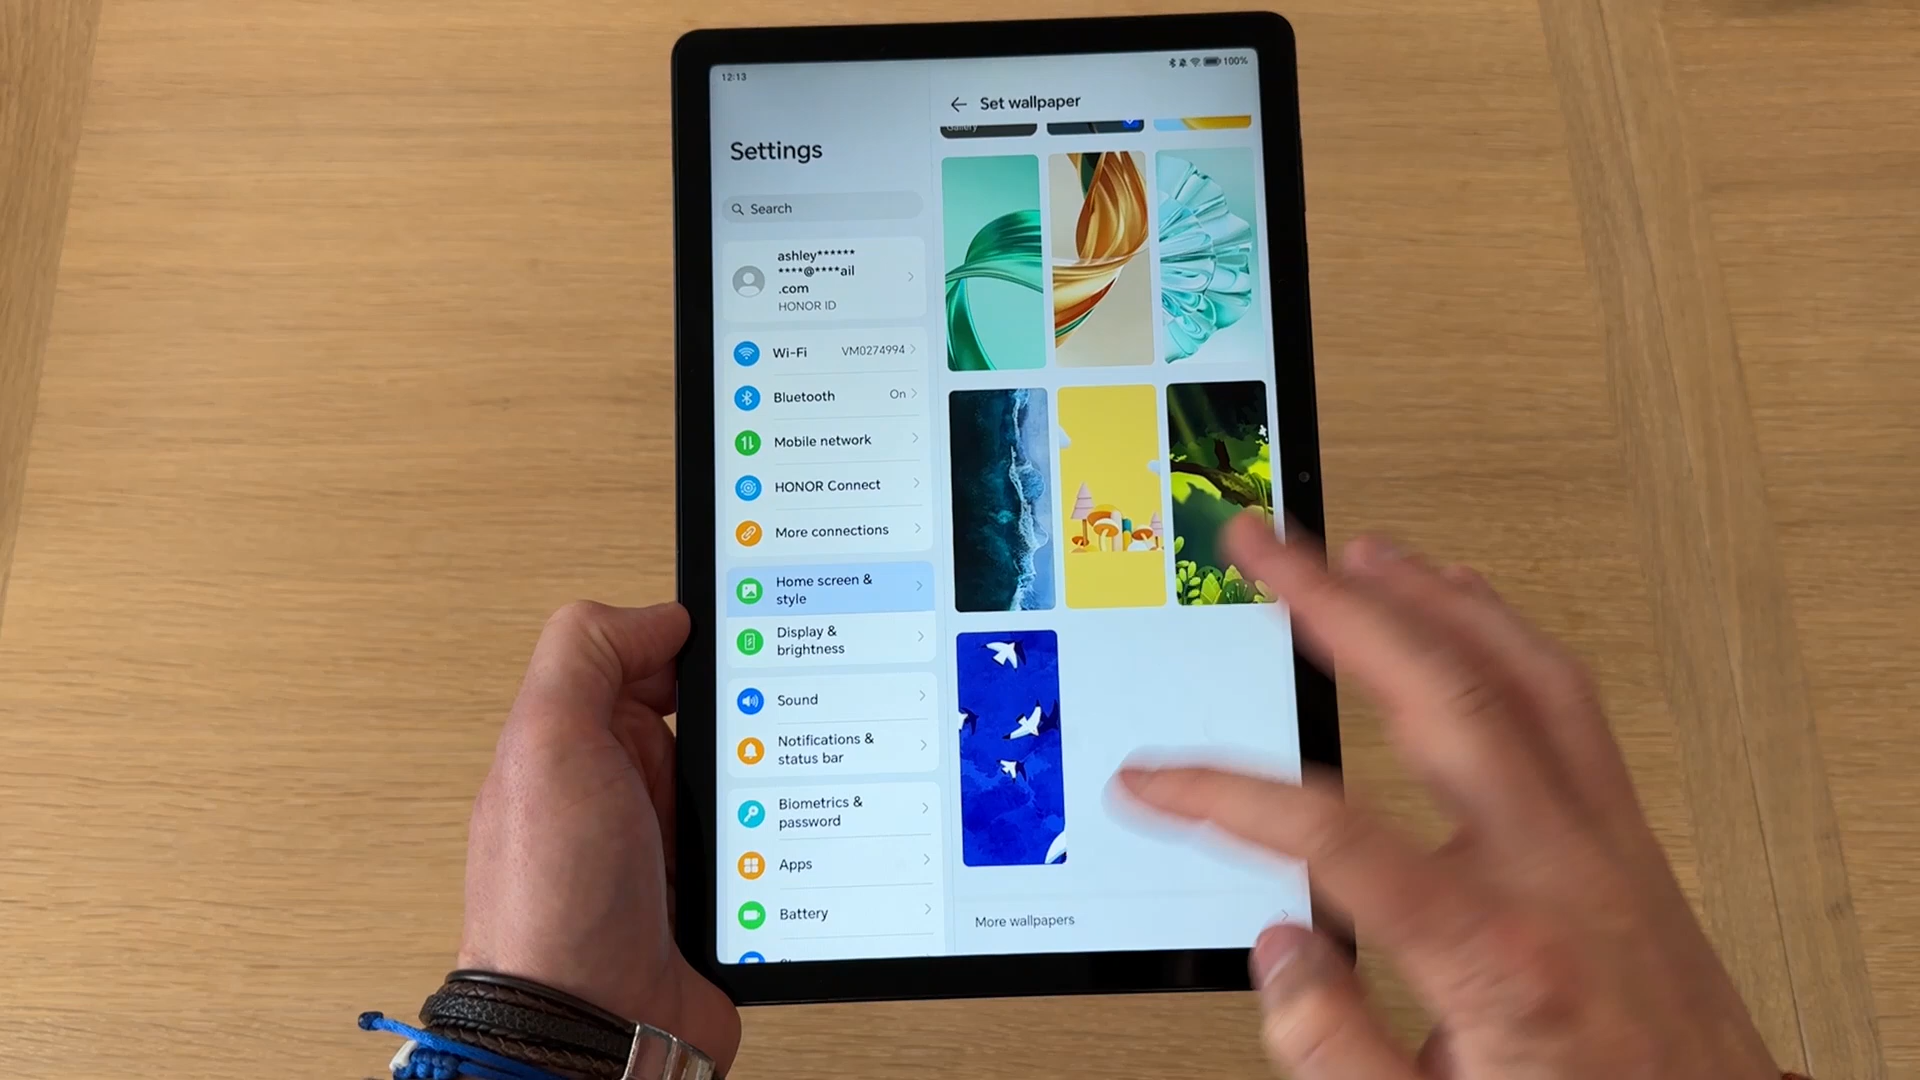 12:13
100%
Settings
Search
ashley******
****@****ail
.com
HONOR ID
Wi-Fi VM0274994
Bluetooth On
Mobile network
HONOR Connect
More connections
Home screen &
style
Display &
brightness
Sound
Notifications &
status bar
Biometrics &
password
Apps
Battery
Set wallpaper
Gallery
More wallpapers